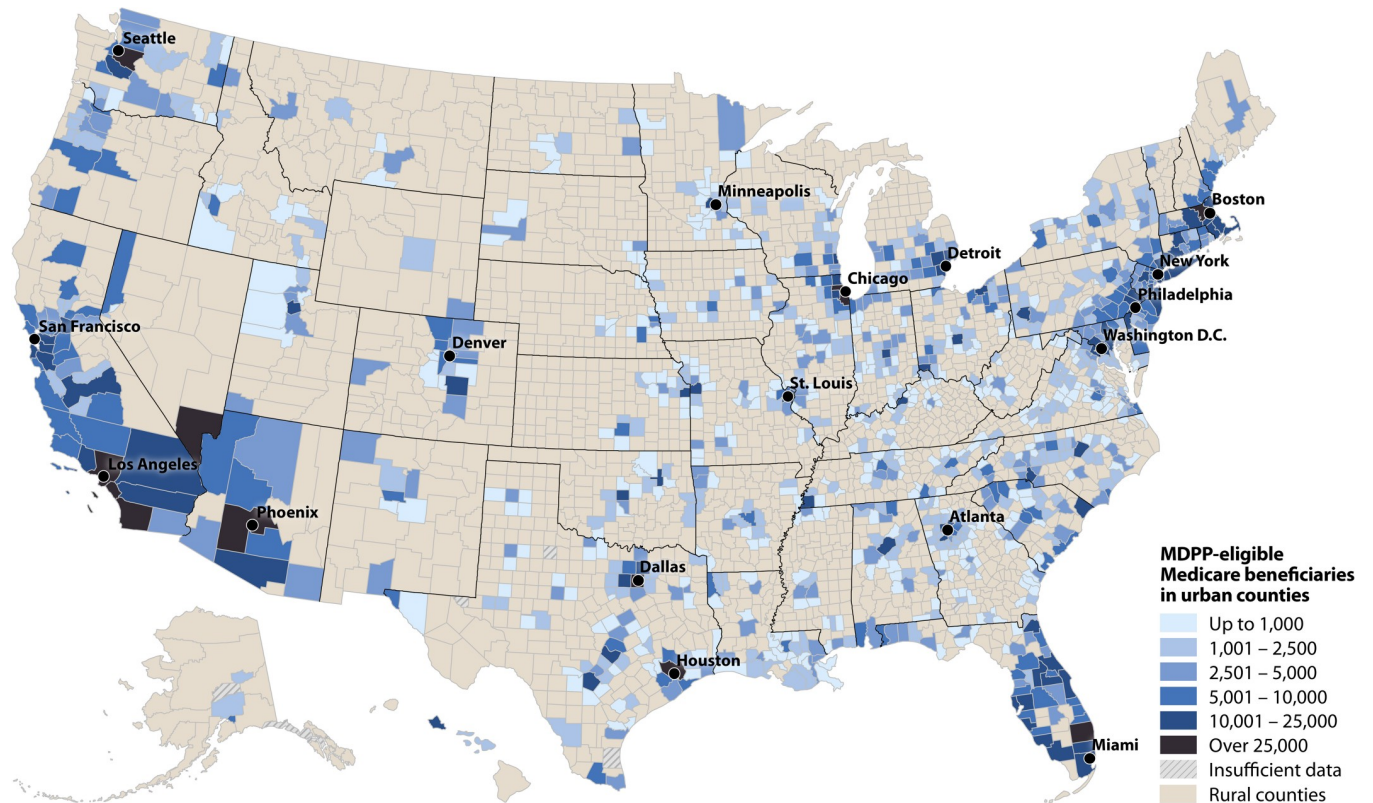 Seattle
Minneapolis
Boston
Detroit
New York
Chicago
Philadelphia
San Francisco
Washington D.C.
Denver
St. Louis
Los Angeles
Phoenix
Atlanta
Dallas
Houston
Miami
MDPP-eligible
Medicare beneficiaries
in urban counties
Up to 1,000
1,001 – 2,500
2,501 – 5,000
5,001 – 10,000
10,001 – 25,000
Over 25,000
Insufficient data
Rural counties